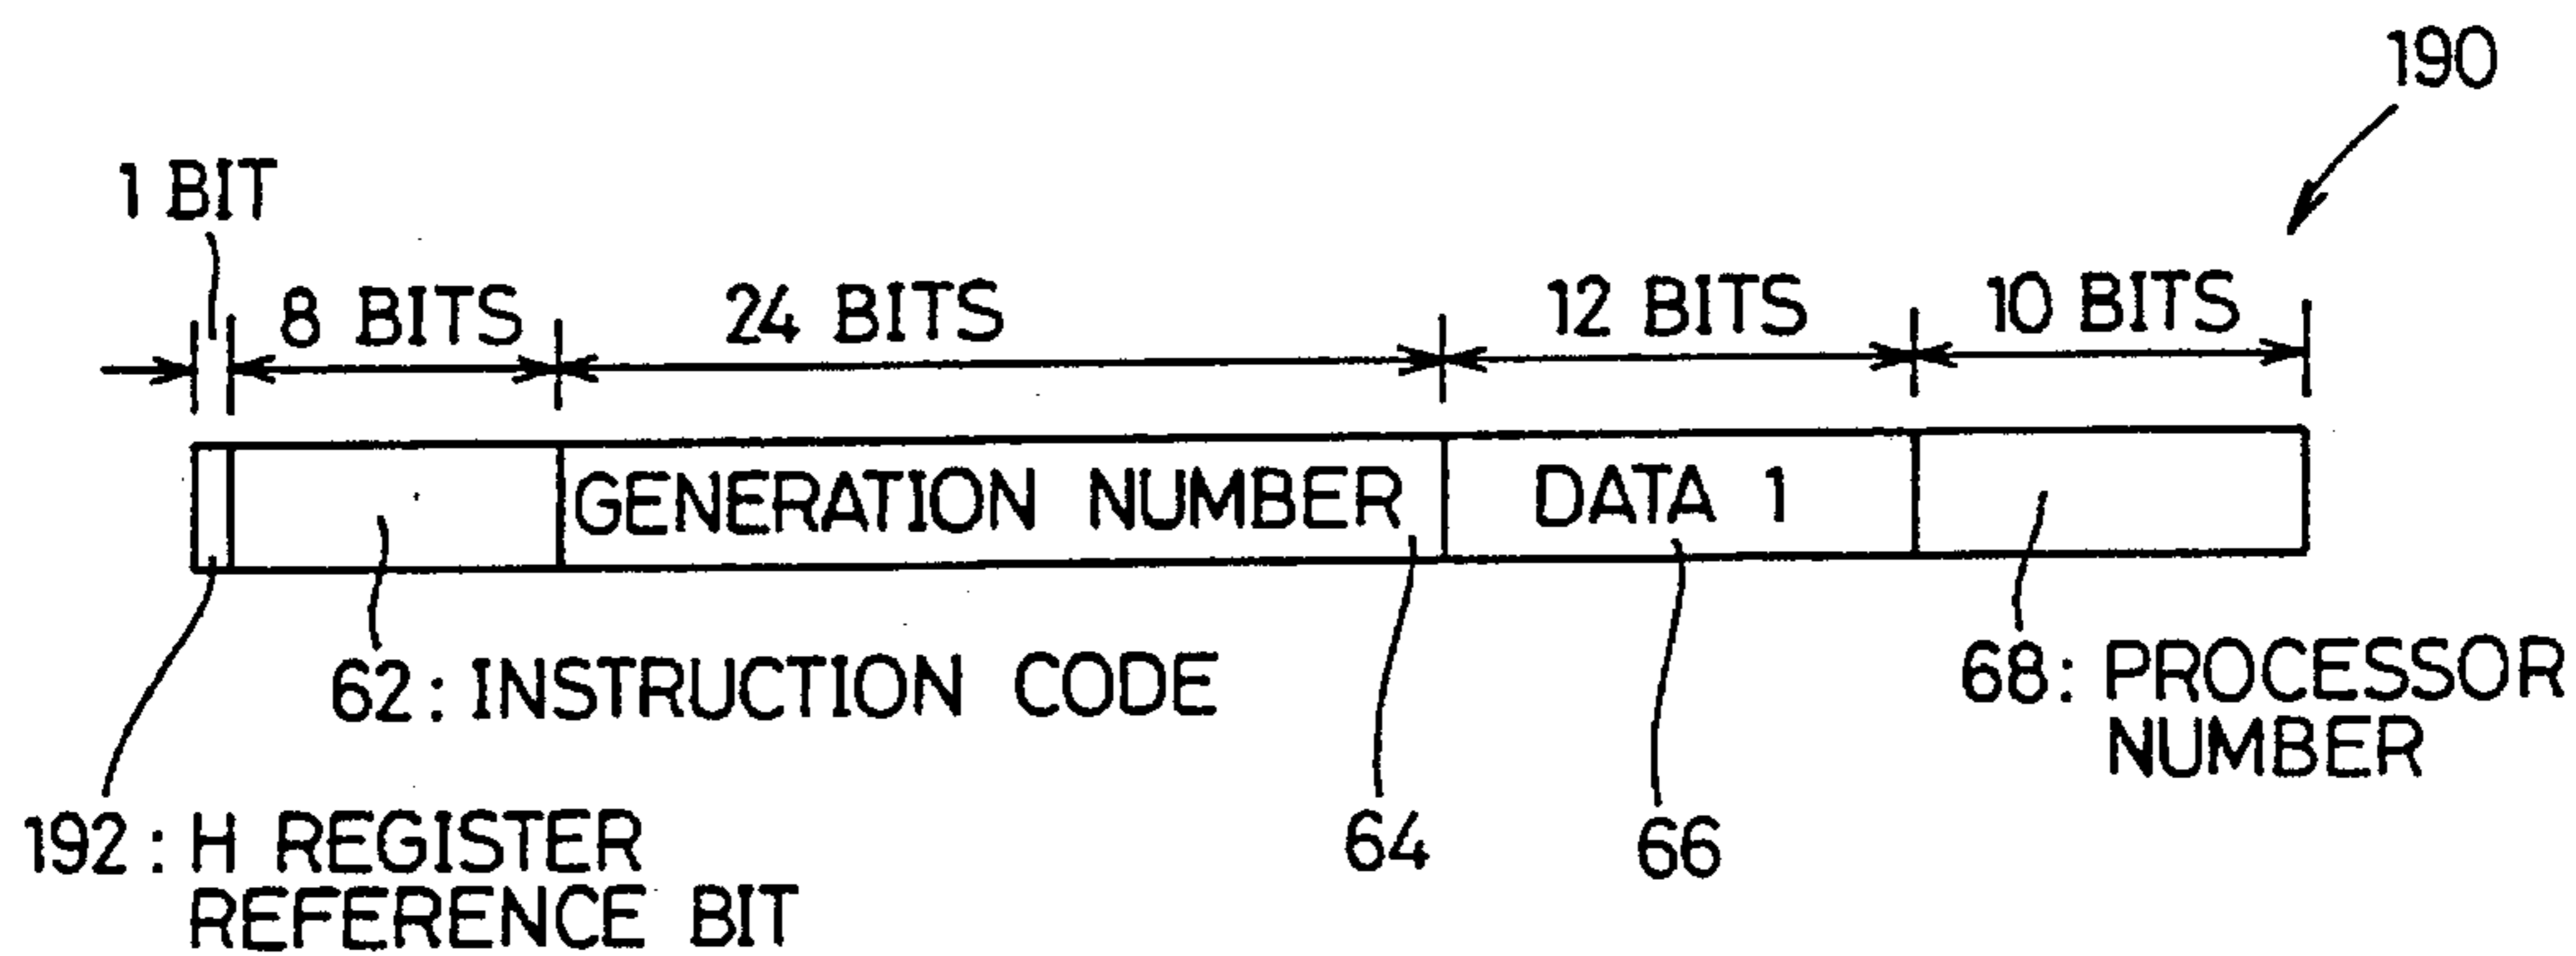 190
1 BIT
8 BITS 24 BITS 12 BITS 10 BITS
GENERATION NUMBER DATA 1
62: INSTRUCTION CODE
68: PROCESSOR
NUMBER
192: H REGISTER
REFERENCE BIT
64 66